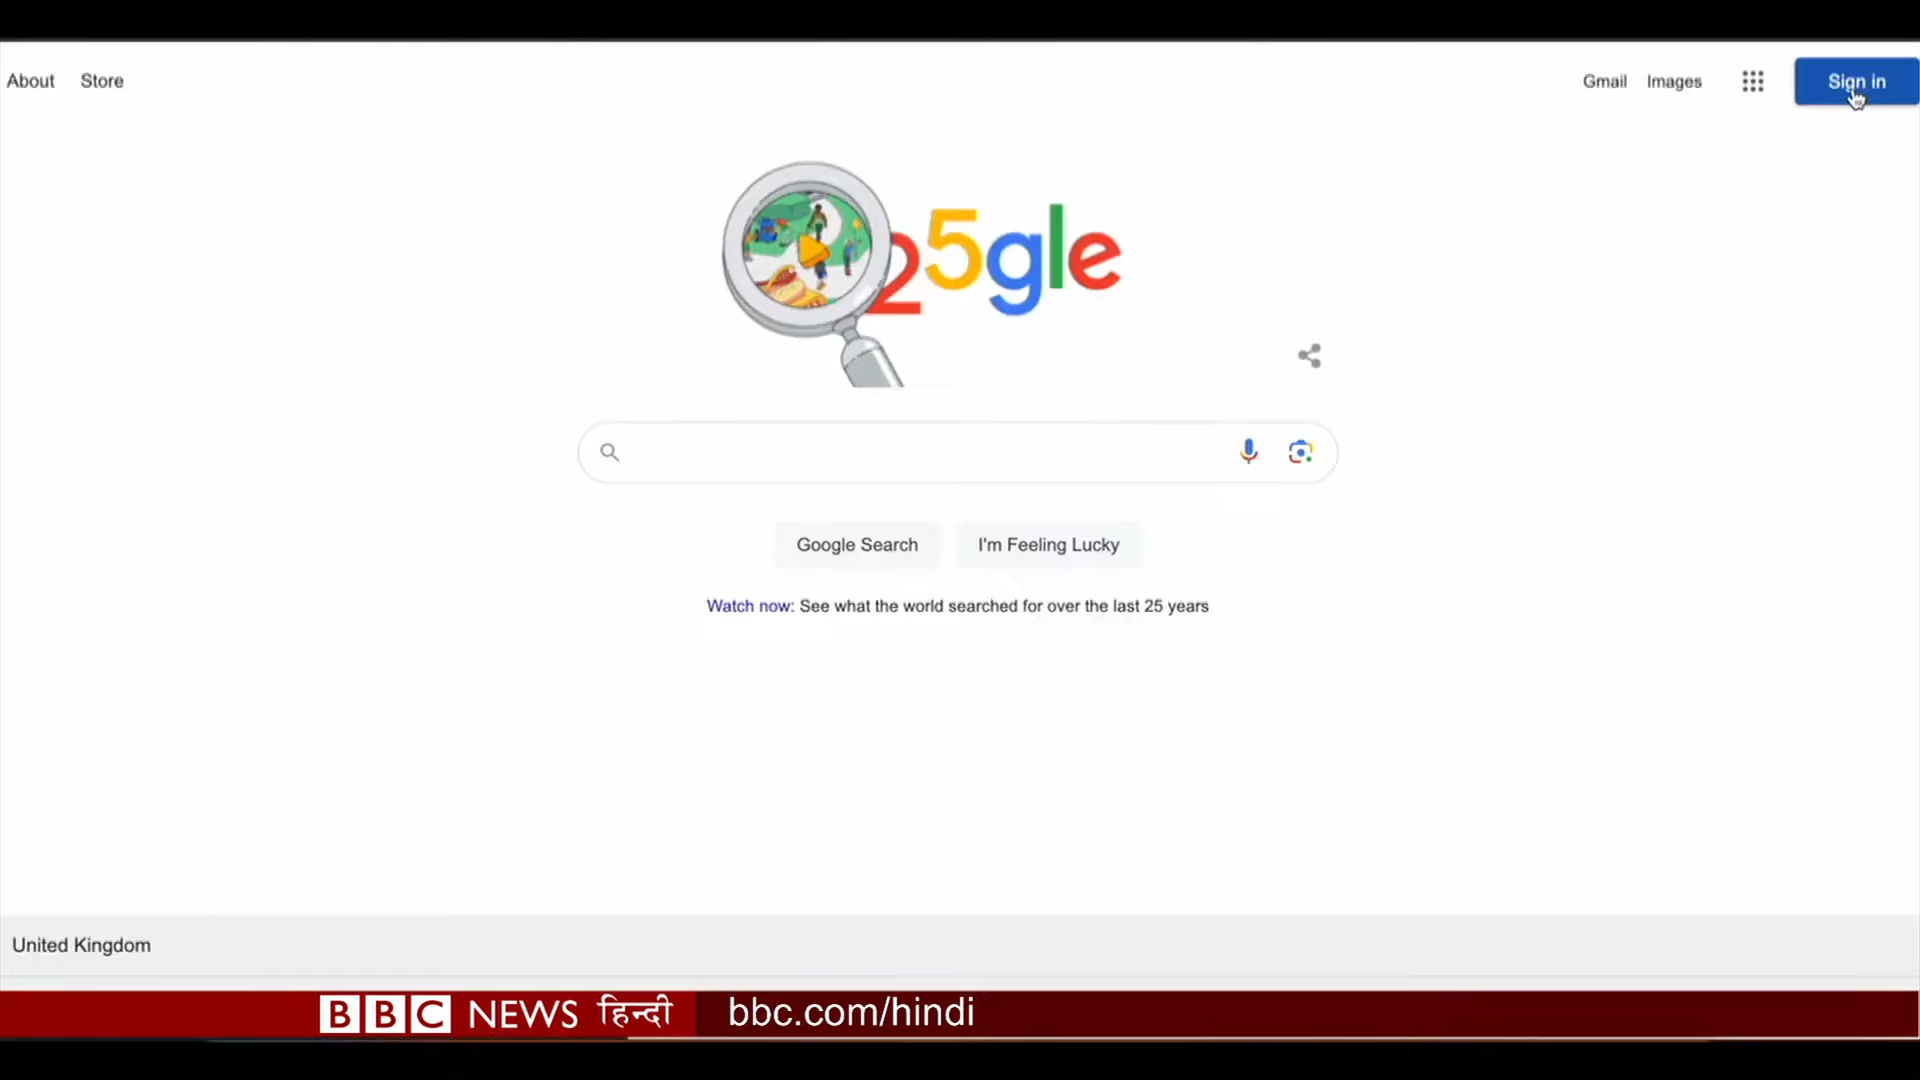 About Store
Gmail Images Sign in
25gle
Google Search I'm Feeling Lucky
Watch now: See what the world searched for over the last 25 years
United Kingdom
BBC NEWS हिन्दी bbc.com/hindi